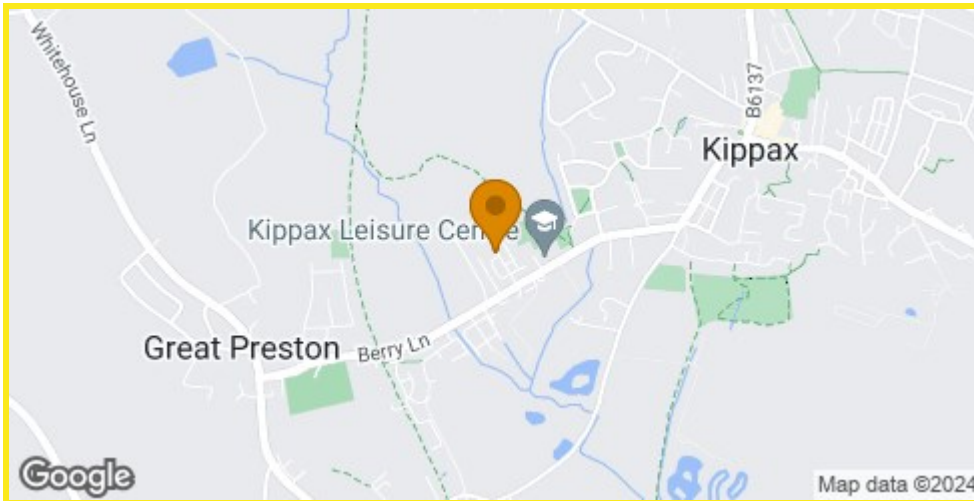 Whitehouse Ln
B6137
Kippax
Kippax Leisure Centre
Great Preston
Berry Ln
Google
Map data ©2024